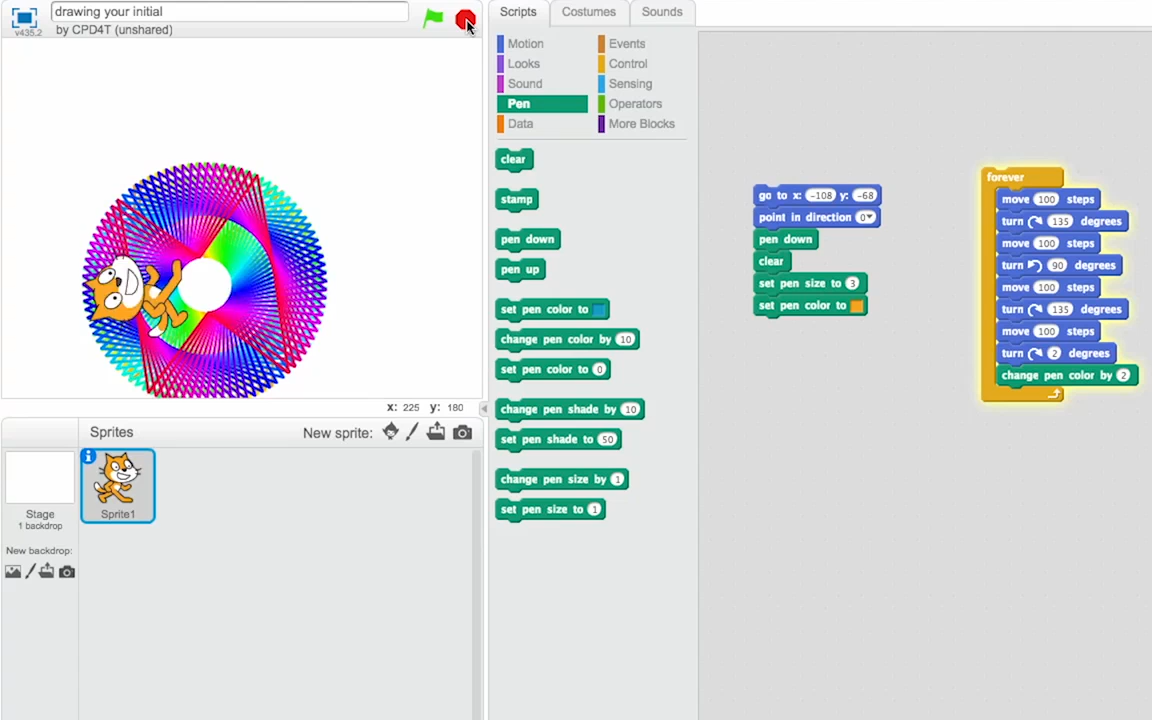 drawing your initial
v435.2
by CPD4T (unshared)
Scripts
Costumes
Sounds
Motion
Events
Looks
Control
Sound
Sensing
Pen
Operators
Data
More Blocks
clear
stamp
pen down
pen up
set pen color to
change pen color by 10
set pen color to 0
change pen shade by 10
set pen shade to 50
change pen size by 1
set pen size to 1
go to x: -108 y: -68
point in direction 0
pen down
clear
set pen size to 3
set pen color to
forever
move 100 steps
turn 135 degrees
move 100 steps
turn 90 degrees
move 100 steps
turn 135 degrees
move 100 steps
turn 2 degrees
change pen color by 2
x: 225 y: 180
Sprites
New sprite:
Stage
1 backdrop
New backdrop:
Sprite1